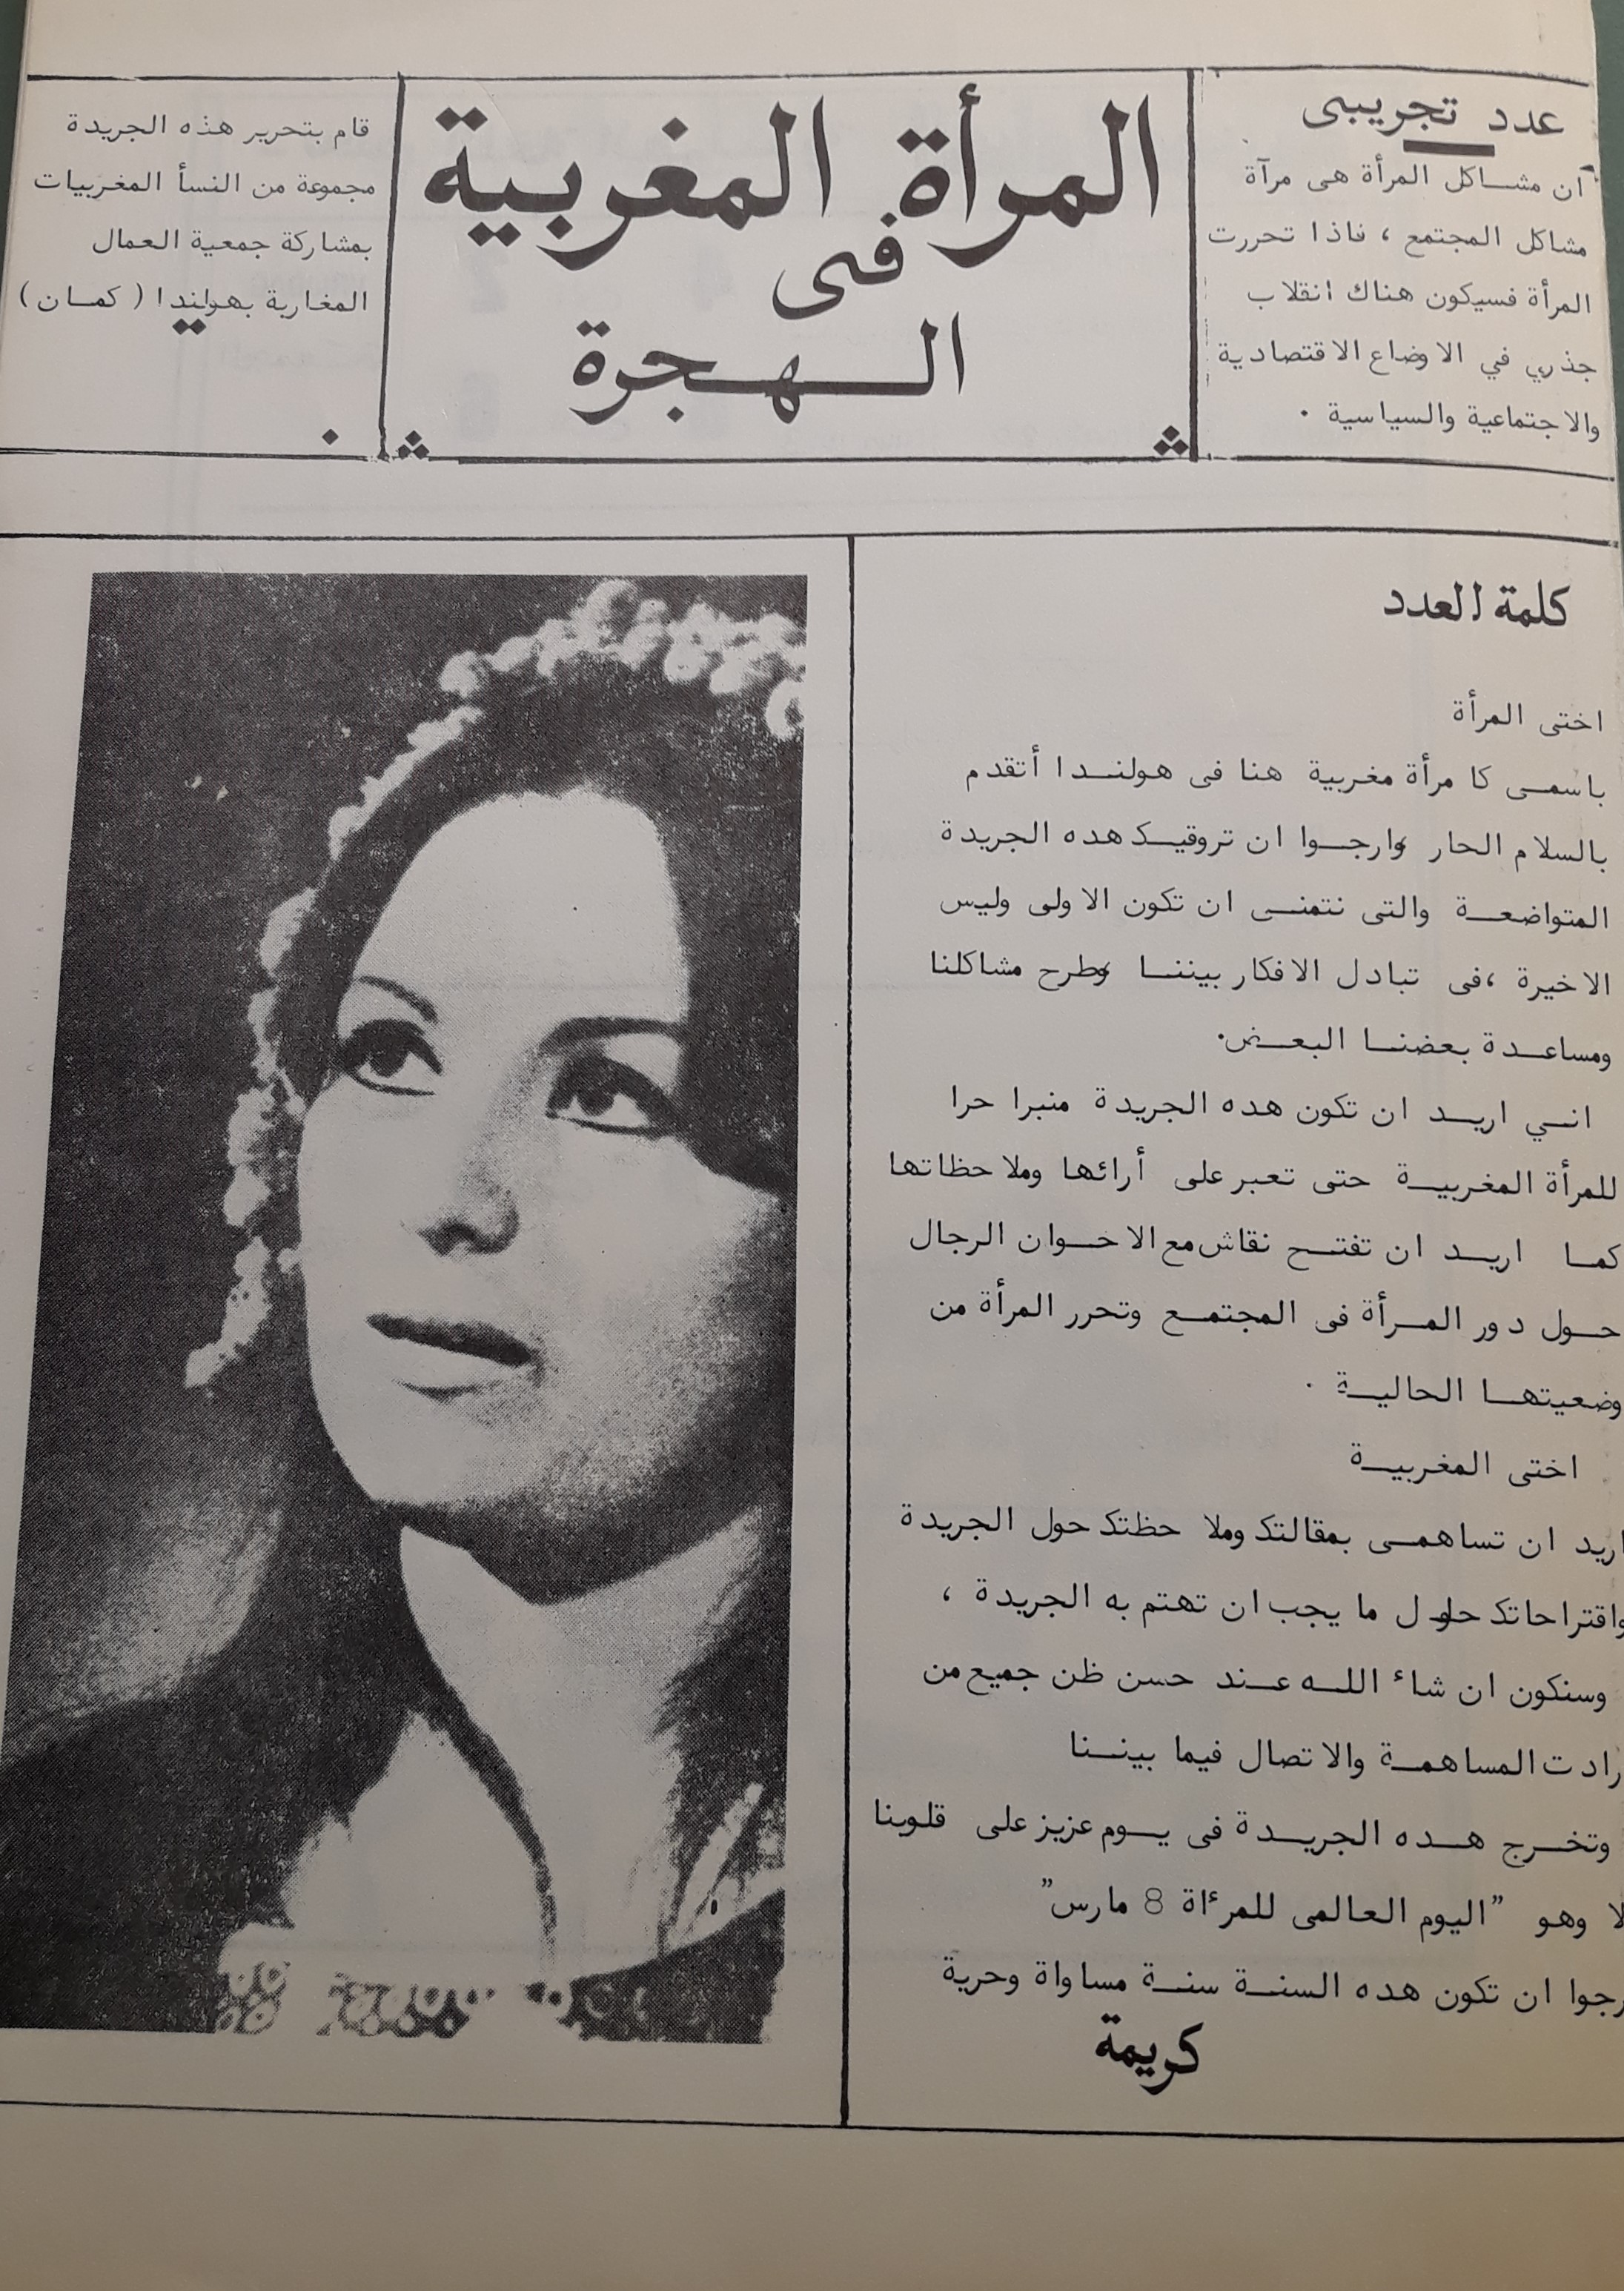 عدد تجريبى
ان مشاكل المرأة هى مرآة
مشاكل المجتمع ، فاذا تحررت
المرأة فسيكون هناك انقلاب
جذري في الاوضاع الاقتصادية
والاجتماعية والسياسية .
المرأة المغربية
فى
الهجرة
قام بتحرير هذه الجريدة
مجموعة من النسأ المغربيات
بمشاركة جمعية العمال
المغاربة بهولندا ( كمان )
كلمة العدد
اختى المرأة
باسمى كا مرأة مغربية هنا فى هولندا أتقدم
بالسلام الحار وارجوا ان تروقيك هده الجريدة
المتواضعة والتى نتمنى ان تكون الاولى وليس
الاخيرة ،فى تبادل الافكار بيننا وطرح مشاكلنا
ومساعدة بعضنا البعض.
انى اريد ان تكون هده الجريدة منبرا حرا
للمرأة المغربية حتى تعبر على أرائها وملاحظاتها
كما اريد ان تفتح نقاش مع الاخوان الرجال
حول دور المرأة فى المجتمع وتحرر المرأة من
وضعيتها الحالية .
اختى المغربية
اريد ان تساهمى بمقالتك وملا حظتك حول الجريدة
واقتراحاتك حول ما يجب ان تهتم به الجريدة ،
وسنكون ان شاء الله عند حسن ظن جميع من
رادت المساهمة والاتصال فيما بيننا
وتخرج هده الجريدة فى يوم عزيز على قلوبنا
لا وهو "اليوم العالمى للمرءاة 8 مارس"
رجوا ان تكون هده السنة سنة مساواة وحرية
كريمة